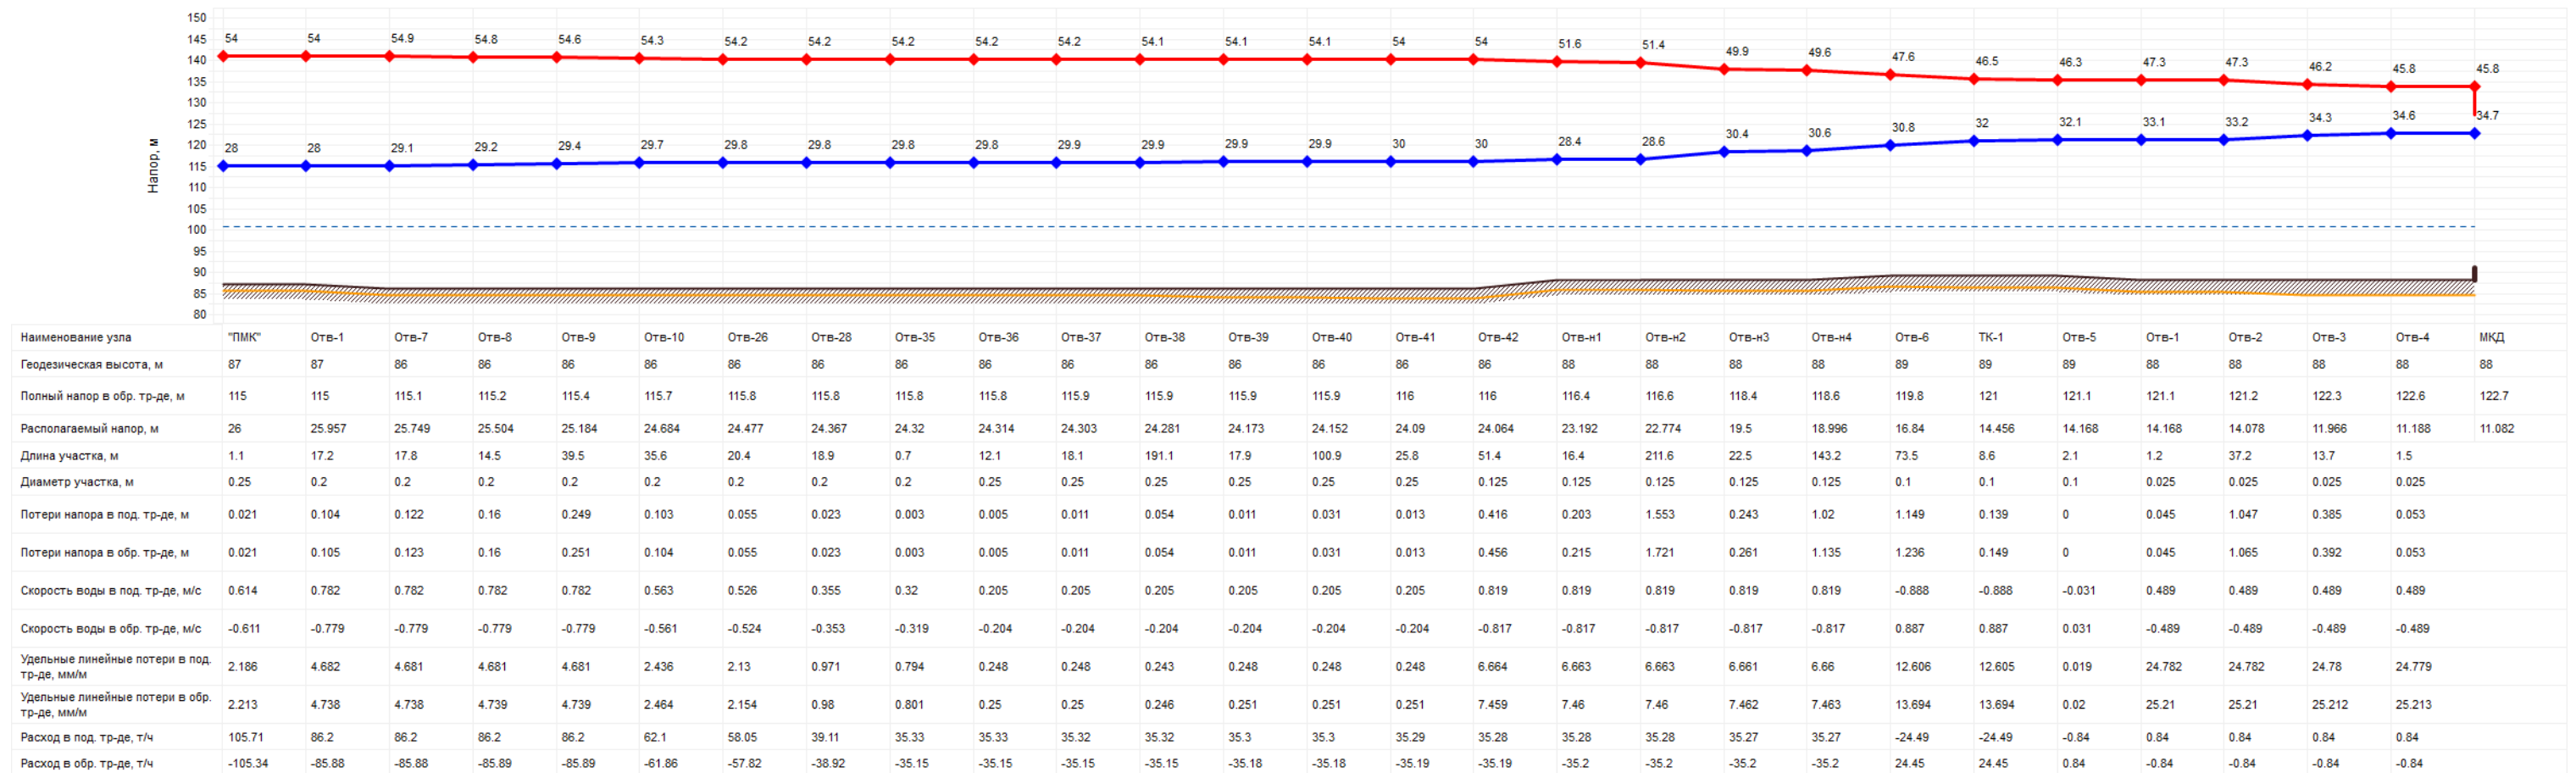 150
145
140
135
130
125
120
115
110
105
100
95
90
85
80
Напор, м
54 54 54.9 54.8 54.6 54.3 54.2 54.2 54.2 54.2 54.2 54.1 54.1 54.1 54 54 51.6 51.4 49.9 49.6 47.6 46.5 46.3 47.3 47.3 46.2 45.8 45.8
28 28 29.1 29.2 29.4 29.7 29.8 29.8 29.8 29.8 29.9 29.9 29.9 29.9 30 30 28.4 28.6 30.4 30.6 30.8 32 32.1 33.1 33.2 34.3 34.6 34.7
Наименование узла "ПМК" Отв-1 Отв-7 Отв-8 Отв-9 Отв-10 Отв-26 Отв-28 Отв-35 Отв-36 Отв-37 Отв-38 Отв-39 Отв-40 Отв-41 Отв-42 Отв-н1 Отв-н2 Отв-н3 Отв-н4 Отв-6 ТК-1 Отв-5 Отв-1 Отв-2 Отв-3 Отв-4 МКД
Геодезическая высота, м 87 87 86 86 86 86 86 86 86 86 86 86 86 86 86 86 88 88 88 88 89 89 89 88 88 88 88 88
Полный напор в обр. тр-де, м 115 115 115.1 115.2 115.4 115.7 115.8 115.8 115.8 115.8 115.9 115.9 115.9 115.9 116 116 116.4 116.6 118.4 118.6 119.8 121 121.1 121.1 121.2 122.3 122.6 122.7
Располагаемый напор, м 26 25.957 25.749 25.504 25.184 24.684 24.477 24.367 24.32 24.314 24.303 24.281 24.173 24.152 24.09 24.064 23.192 22.774 19.5 18.996 16.84 14.456 14.168 14.168 14.078 11.966 11.188 11.082
Длина участка, м 1.1 17.2 17.8 14.5 39.5 35.6 20.4 18.9 0.7 12.1 18.1 191.1 17.9 100.9 25.8 51.4 16.4 211.6 22.5 143.2 73.5 8.6 2.1 1.2 37.2 13.7 1.5
Диаметр участка, м 0.25 0.2 0.2 0.2 0.2 0.2 0.2 0.2 0.2 0.25 0.25 0.25 0.25 0.25 0.25 0.125 0.125 0.125 0.125 0.125 0.1 0.1 0.1 0.025 0.025 0.025 0.025
Потери напора в под. тр-де, м 0.021 0.104 0.122 0.16 0.249 0.103 0.055 0.023 0.003 0.005 0.011 0.054 0.011 0.031 0.013 0.416 0.203 1.553 0.243 1.02 1.149 0.139 0 0.045 1.047 0.385 0.053
Потери напора в обр. тр-де, м 0.021 0.105 0.123 0.16 0.251 0.104 0.055 0.023 0.003 0.005 0.011 0.054 0.011 0.031 0.013 0.456 0.215 1.721 0.261 1.135 1.236 0.149 0 0.045 1.065 0.392 0.053
Скорость воды в под. тр-де, м/с 0.614 0.782 0.782 0.782 0.782 0.563 0.526 0.355 0.32 0.205 0.205 0.205 0.205 0.205 0.205 0.819 0.819 0.819 0.819 0.819 -0.888 -0.888 -0.031 0.489 0.489 0.489 0.489
Скорость воды в обр. тр-де, м/с -0.611 -0.779 -0.779 -0.779 -0.779 -0.561 -0.524 -0.353 -0.319 -0.204 -0.204 -0.204 -0.204 -0.204 -0.204 -0.817 -0.817 -0.817 -0.817 -0.817 0.887 0.887 0.031 -0.489 -0.489 -0.489 -0.489
Удельные линейные потери в под.
тр-де, мм/м 2.186 4.682 4.681 4.681 4.681 2.436 2.13 0.971 0.794 0.248 0.248 0.243 0.248 0.248 0.248 6.664 6.663 6.663 6.661 6.66 12.606 12.605 0.019 24.782 24.782 24.78 24.779
Удельные линейные потери в обр.
тр-де, мм/м 2.213 4.738 4.738 4.739 4.739 2.464 2.154 0.98 0.801 0.25 0.25 0.246 0.251 0.251 0.251 7.459 7.46 7.46 7.462 7.463 13.694 13.694 0.02 25.21 25.21 25.212 25.213
Расход в под. тр-де, т/ч 105.71 86.2 86.2 86.2 86.2 62.1 58.05 39.11 35.33 35.33 35.32 35.32 35.3 35.3 35.29 35.28 35.28 35.28 35.27 35.27 -24.49 -24.49 -0.84 0.84 0.84 0.84 0.84
Расход в обр. тр-де, т/ч -105.34 -85.88 -85.88 -85.89 -85.89 -61.86 -57.82 -38.92 -35.15 -35.15 -35.15 -35.15 -35.18 -35.18 -35.19 -35.19 -35.2 -35.2 -35.2 -35.2 24.45 24.45 0.84 -0.84 -0.84 -0.84 -0.84